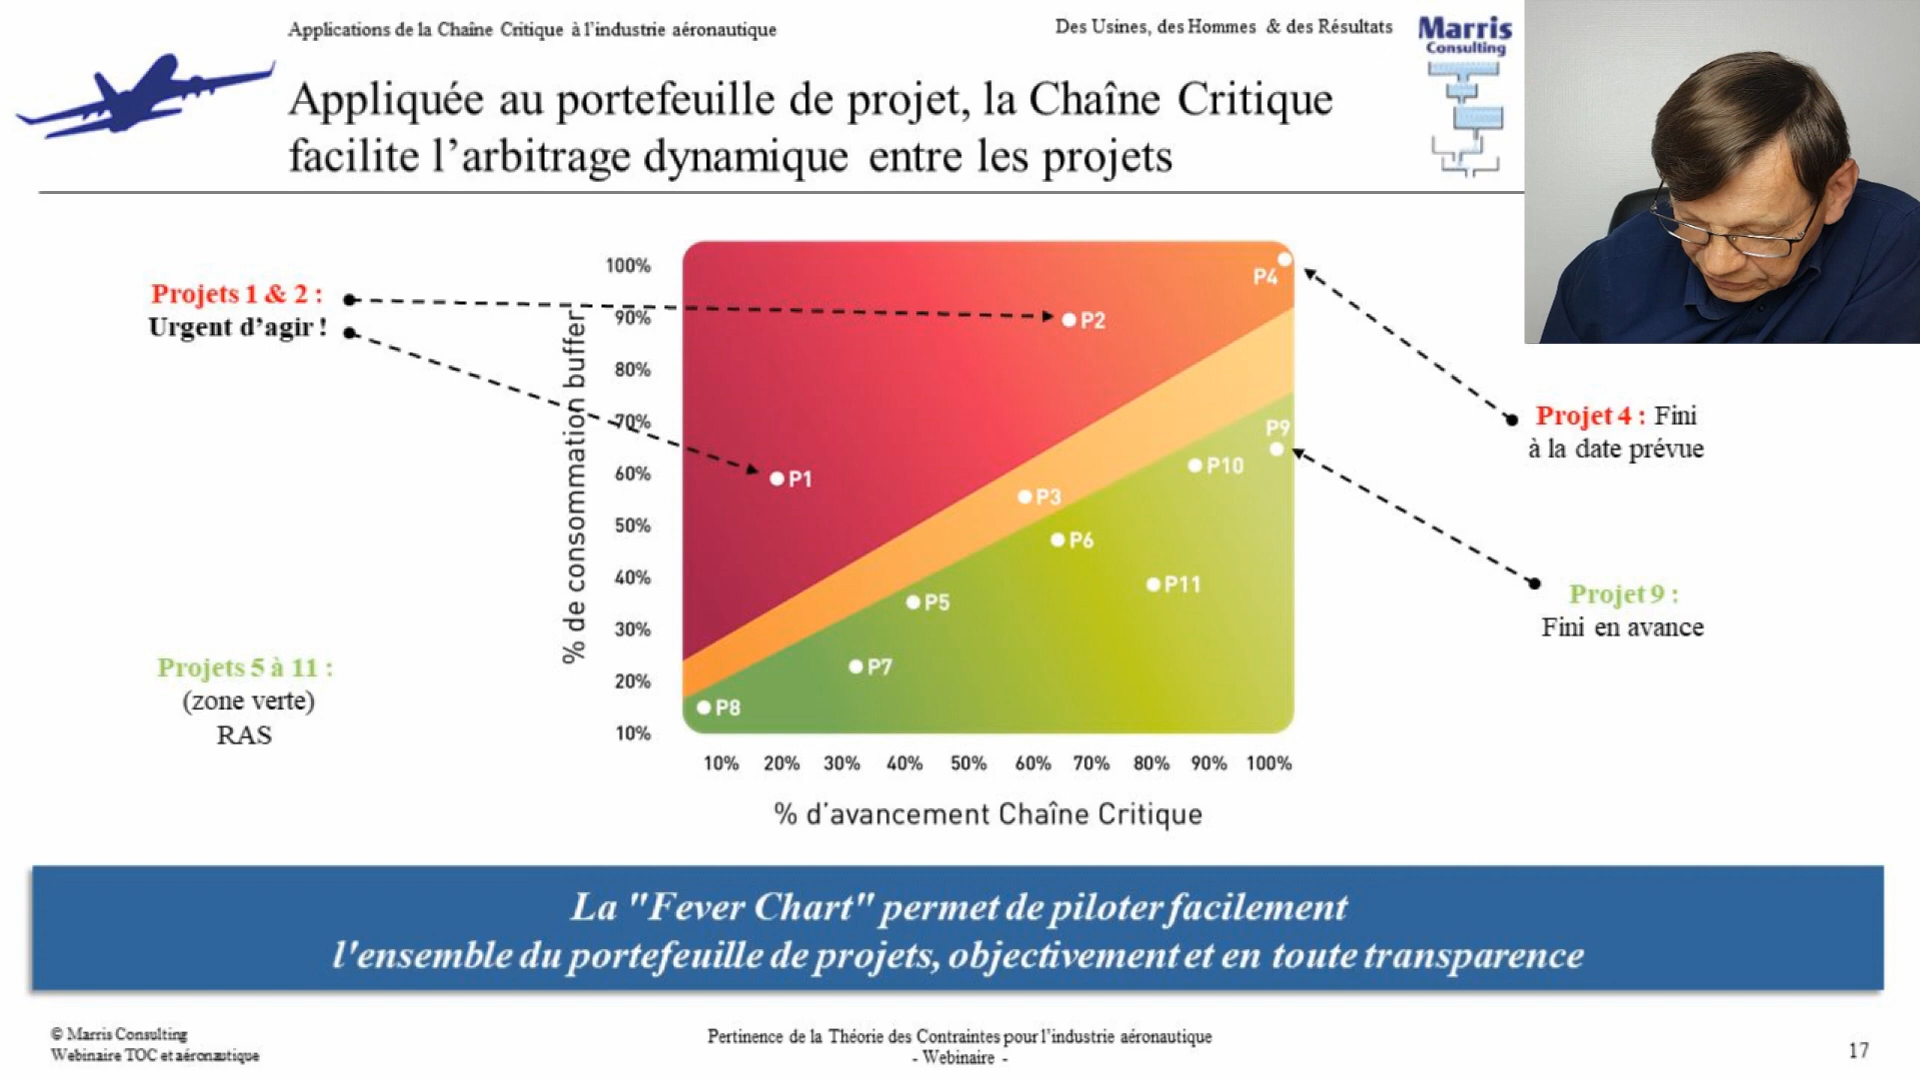 Applications de la Chaîne Critique à l'industrie aéronautique
Des Usines, des Hommes & des Résultats
Marris
Consulting
Appliquée au portefeuille de projet, la Chaîne Critique
facilite l'arbitrage dynamique entre les projets
Projets 1 & 2 :
Urgent d'agir !
Projets 5 à 11 :
(zone verte)
RAS
% de consommation buffer
100%
90%
80%
70%
60%
50%
40%
30%
20%
10%
P4
P2
P9
P1
P10
P3
P6
P11
P5
P7
P8
10% 20% 30% 40% 50% 60% 70% 80% 90% 100%
% d'avancement Chaîne Critique
Projet 4 : Fini
à la date prévue
Projet 9 :
Fini en avance
La "Fever Chart" permet de piloter facilement
l'ensemble du portefeuille de projets, objectivement et en toute transparence
© Marris Consulting
Webinaire TOC et aéronautique
Pertinence de la Théorie des Contraintes pour l'industrie aéronautique
- Webinaire -
17